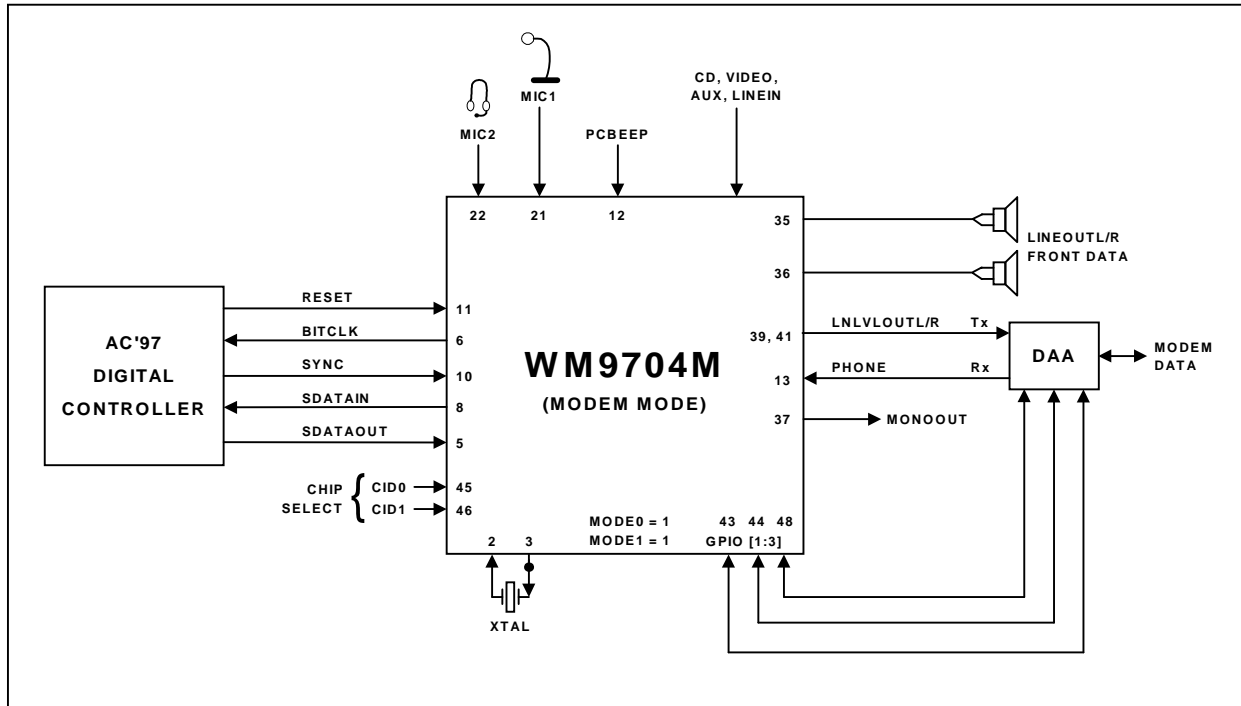 MIC1
MIC2
PCBEEP
CD, VIDEO,
AUX, LINEIN
22
21
12
35
36
LINEOUTL/R
FRONT DATA
AC'97
DIGITAL
CONTROLLER
RESET
BITCLK
SYNC
SDATAIN
SDATAOUT
11
6
10
8
5
WM9704M
(MODEM MODE)
39, 41
13
37
LNLVLOUTL/R
Tx
PHONE
Rx
MONOOUT
DAA
MODEM
DATA
CHIP
SELECT
{
CID0
CID1
45
46
MODE0 = 1
MODE1 = 1
43 44 48
GPIO [1:3]
2 3
XTAL